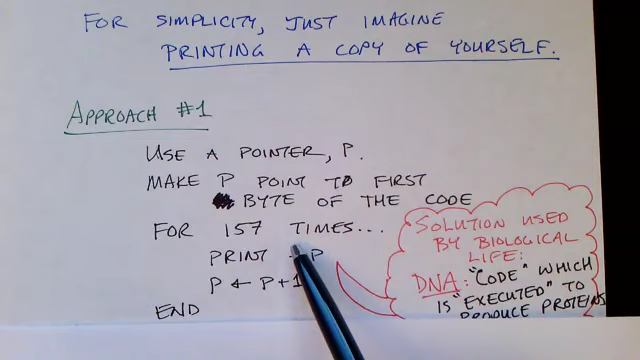 FOR SIMPLICITY, JUST IMAGINE
PRINTING A COPY OF YOURSELF.
APPROACH #1
USE A POINTER, P.
MAKE P POINT TO FIRST
BYTE OF THE CODE
FOR 157 TIMES...
PRINT P
P ← P+1
END
SOLUTION USED
BY BIOLOGICAL
LIFE:
DNA: "CODE" WHICH
IS "EXECUTED" TO
PRODUCE PROTEINS